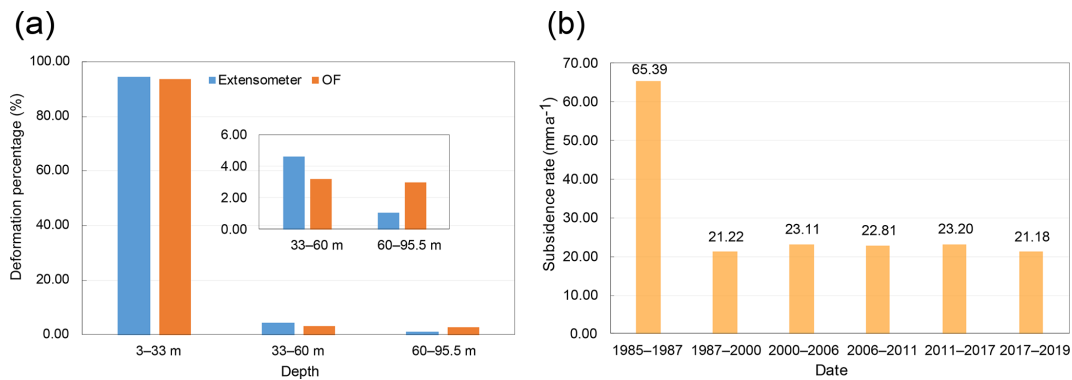 (a)
Deformation percentage (%)
100.00
80.00
60.00
40.00
20.00
0.00
Extensometer OF
6.00
4.00
2.00
0.00
33–60 m 60–95.5 m
3–33 m 33–60 m 60–95.5 m
Depth
(b)
Subsidence rate (mm a⁻¹)
70.00
60.00
50.00
40.00
30.00
20.00
10.00
0.00
65.39
21.22
23.11
22.81
23.20
21.18
1985–1987 1987–2000 2000–2006 2006–2011 2011–2017 2017–2019
Date